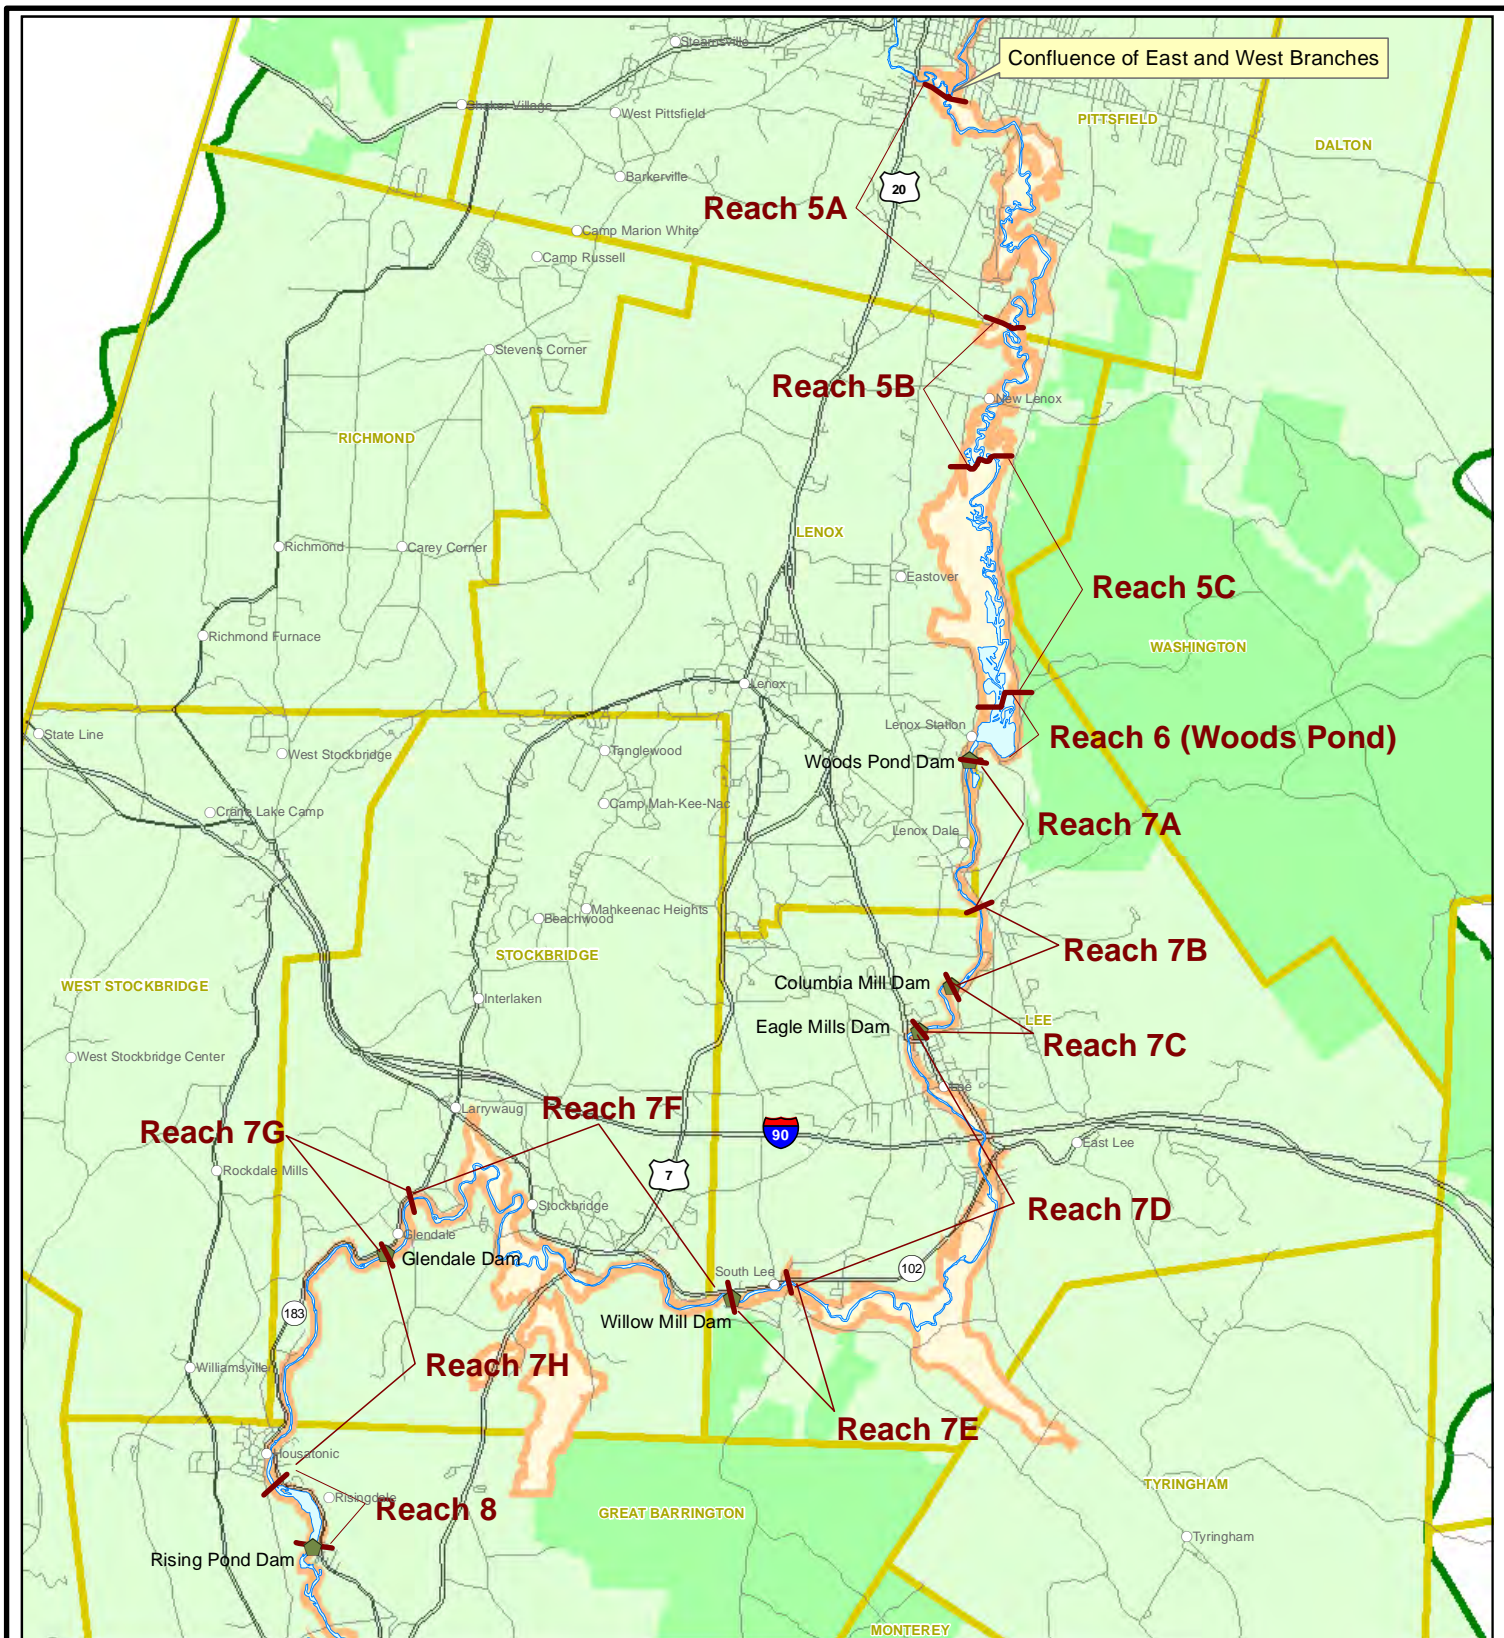 Stearnsville
Confluence of East and West Branches
Shaker Village
West Pittsfield
PITTSFIELD
DALTON
Barkerville
20
Reach 5A
Camp Marion White
Camp Russell
Stevens Corner
Reach 5B
New Lenox
RICHMOND
LENOX
Richmond
Carey Corner
Eastover
Reach 5C
Richmond Furnace
WASHINGTON
Lenox
Lenox Station
State Line
West Stockbridge
Tanglewood
Reach 6 (Woods Pond)
Woods Pond Dam
Camp Mah-Kee-Nac
Crane Lake Camp
Lenox Dale
Reach 7A
Mahkeenac Heights
Beachwood
STOCKBRIDGE
Reach 7B
WEST STOCKBRIDGE
Columbia Mill Dam
Interlaken
Eagle Mills Dam
LEE
West Stockbridge Center
Reach 7C
Lee
Larrywaug
Reach 7F
Reach 7G
90
East Lee
Rockdale Mills
7
Stockbridge
Reach 7D
Glendale
Glendale Dam
South Lee
102
183
Willow Mill Dam
Williamsville
Reach 7H
Reach 7E
Housatonic
TYRINGHAM
Risingdale
Reach 8
GREAT BARRINGTON
Tyringham
Rising Pond Dam
MONTEREY